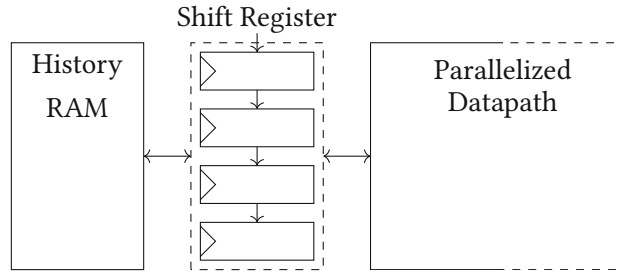 Shift Register
History
RAM
Parallelized
Datapath